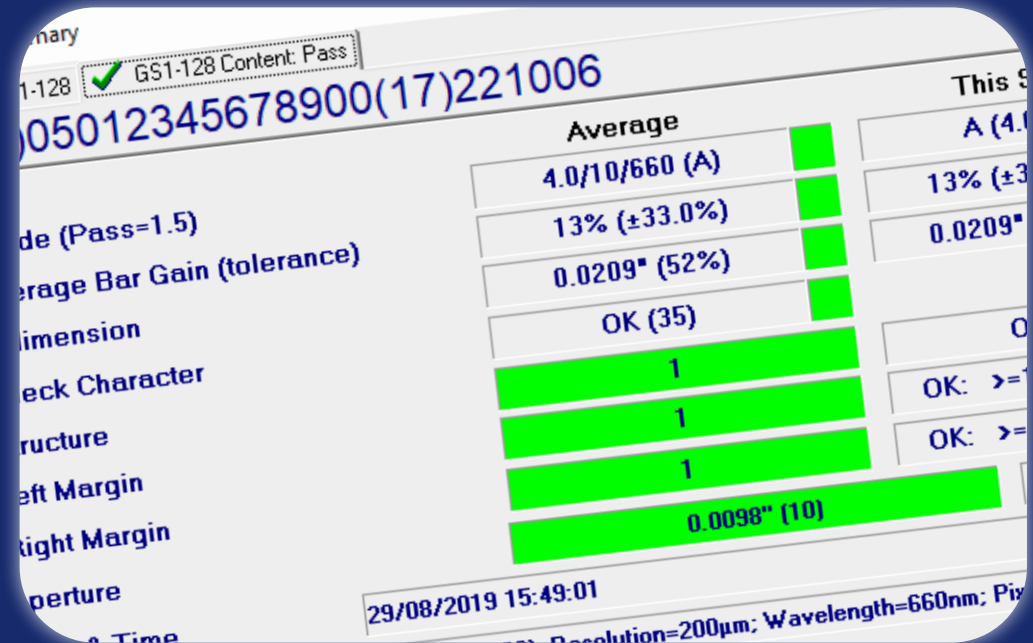 mary
1-128 GS1-128 Content: Pass
)05012345678900(17)221006
Average This S
de (Pass=1.5) 4.0/10/660 (A) A (4.
erage Bar Gain (tolerance) 13% (±33.0%) 13% (±3
imension 0.0209" (52%) 0.0209"
eck Character OK (35)
ructure 1 O
eft Margin 1 OK: >=
Right Margin 1 OK: >=
perture 0.0098" (10)
& Time 29/08/2019 15:49:01
Resolution=200µm; Wavelength=660nm; Pix